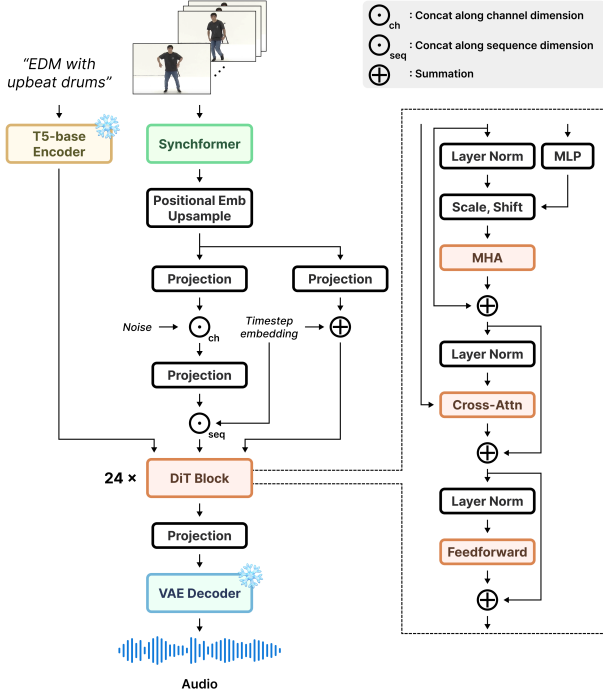 ch : Concat along channel dimension
seq : Concat along sequence dimension
: Summation
“EDM with
upbeat drums”
T5-base
Encoder
Synchformer
Positional Emb
Upsample
Projection
Projection
Noise
ch
Timestep
embedding
Projection
seq
24 ×
DiT Block
Projection
VAE Decoder
Audio
Layer Norm
MLP
Scale, Shift
MHA
Layer Norm
Cross-Attn
Layer Norm
Feedforward